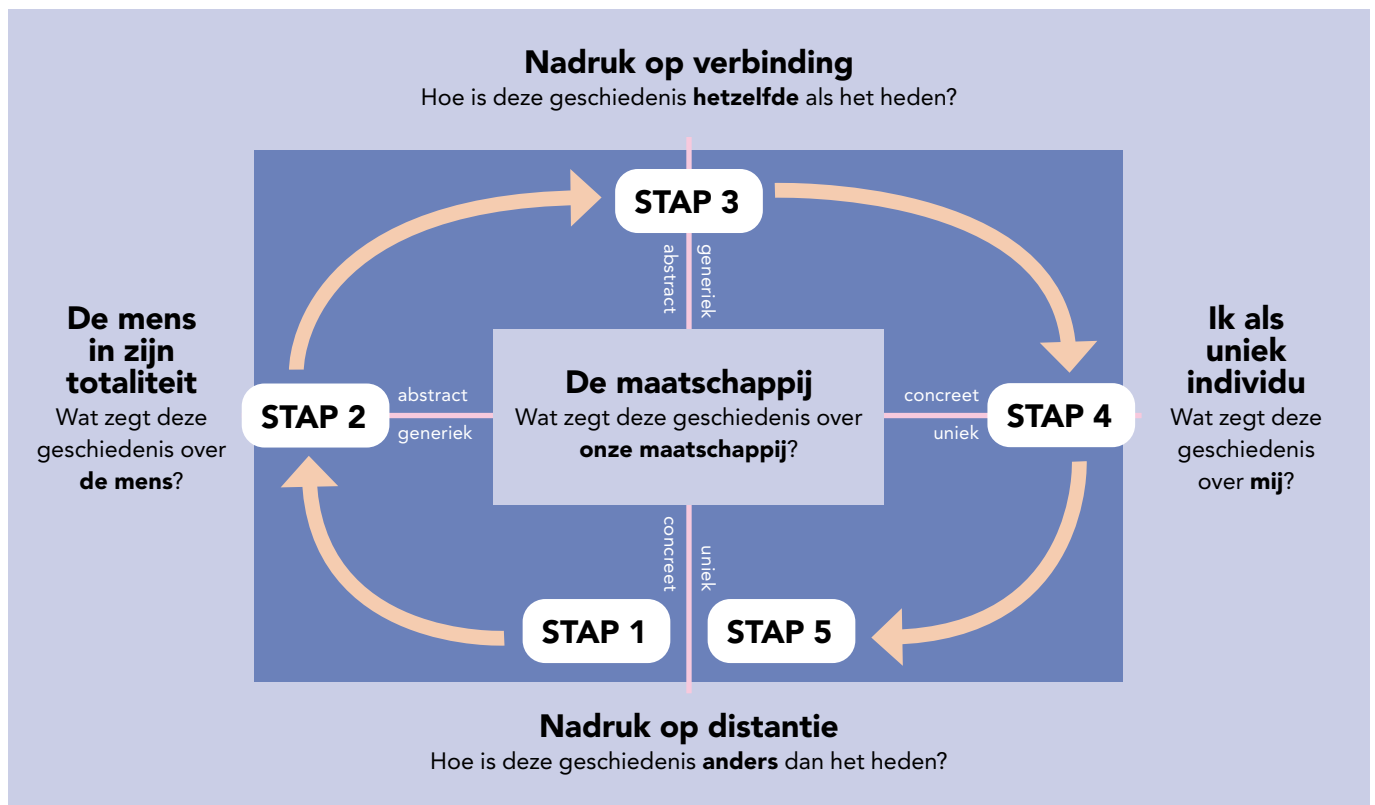 Nadruk op verbinding
Hoe is deze geschiedenis hetzelfde als het heden?
STAP 3
abstract
generiek
De mens
in zijn
totaliteit
Wat zegt deze
geschiedenis over
de mens?
STAP 2
abstract
generiek
De maatschappij
Wat zegt deze geschiedenis over
onze maatschappij?
concreet
uniek
STAP 4
Ik als
uniek
individu
Wat zegt deze
geschiedenis
over mij?
concreet
uniek
STAP 1
STAP 5
Nadruk op distantie
Hoe is deze geschiedenis anders dan het heden?